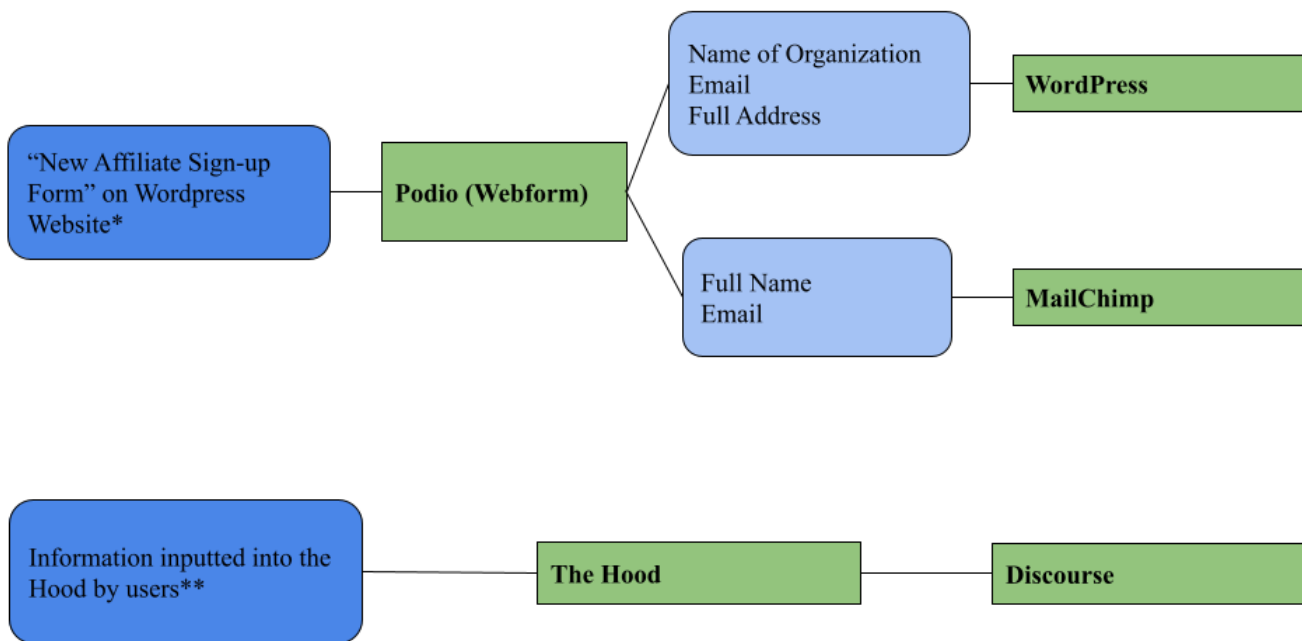 Name of Organization
Email
Full Address
WordPress
“New Affiliate Sign-up
Form” on Wordpress
Website*
Podio (Webform)
Full Name
Email
MailChimp
Information inputted into the
Hood by users**
The Hood
Discourse